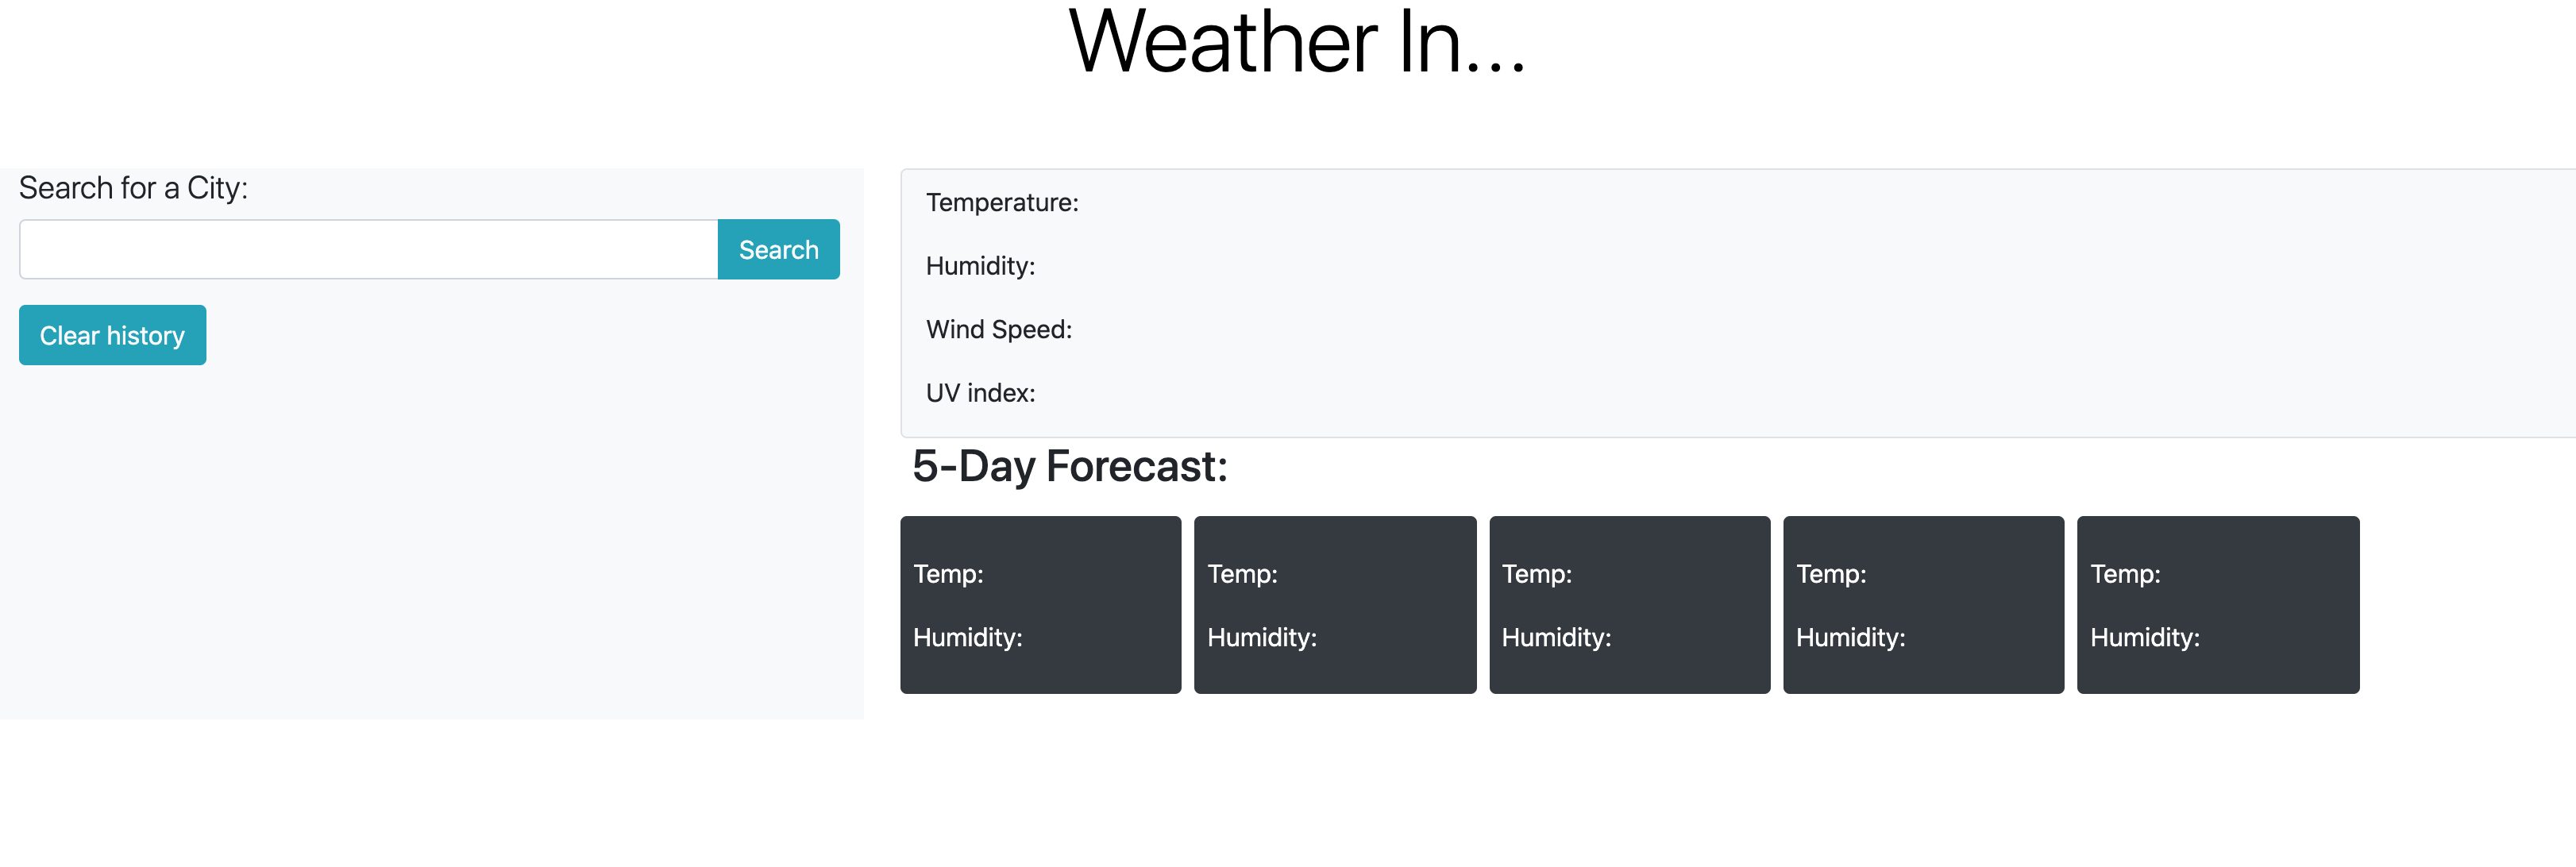 Weather In...
Search for a City:
Search
Clear history
Temperature:
Humidity:
Wind Speed:
UV index:
5-Day Forecast:
Temp:
Humidity:
Temp:
Humidity:
Temp:
Humidity:
Temp:
Humidity:
Temp:
Humidity: